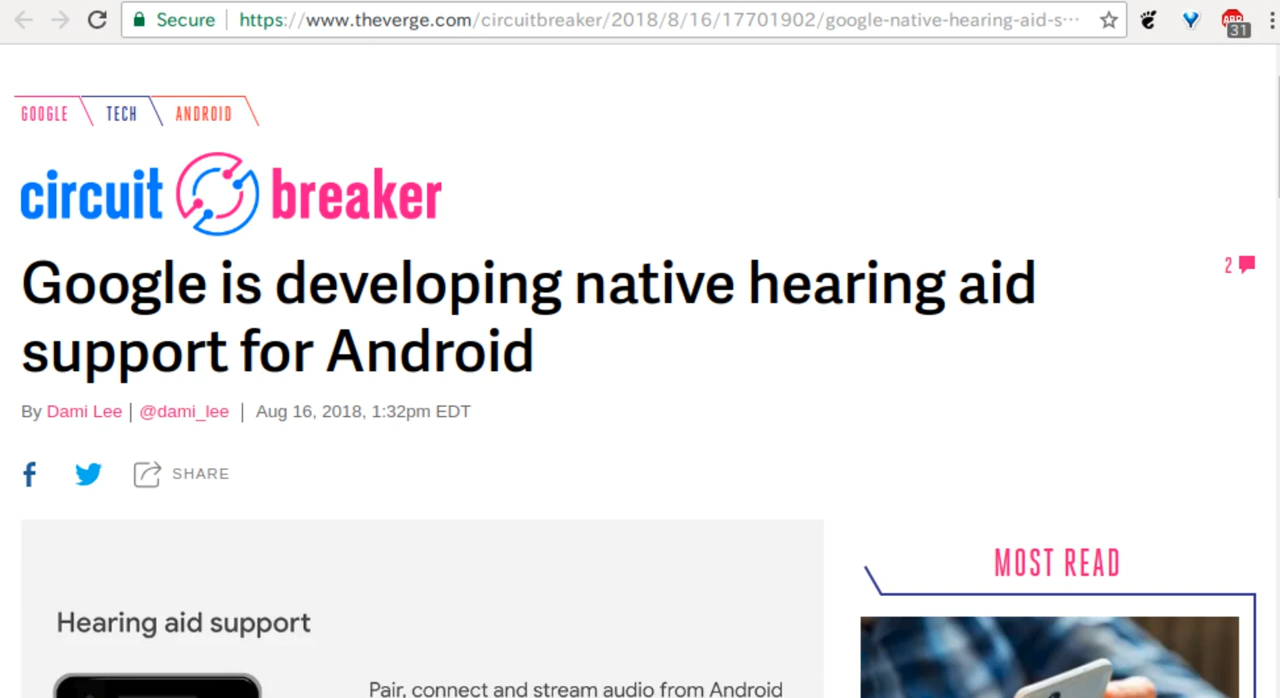 Secure https://www.theverge.com/circuitbreaker/2018/8/16/17701902/google-native-hearing-aid-s···
ABP
31
GOOGLE TECH ANDROID
circuit breaker
Google is developing native hearing aid
support for Android
2
By Dami Lee | @dami_lee | Aug 16, 2018, 1:32pm EDT
f SHARE
MOST READ
Hearing aid support
Pair, connect and stream audio from Android